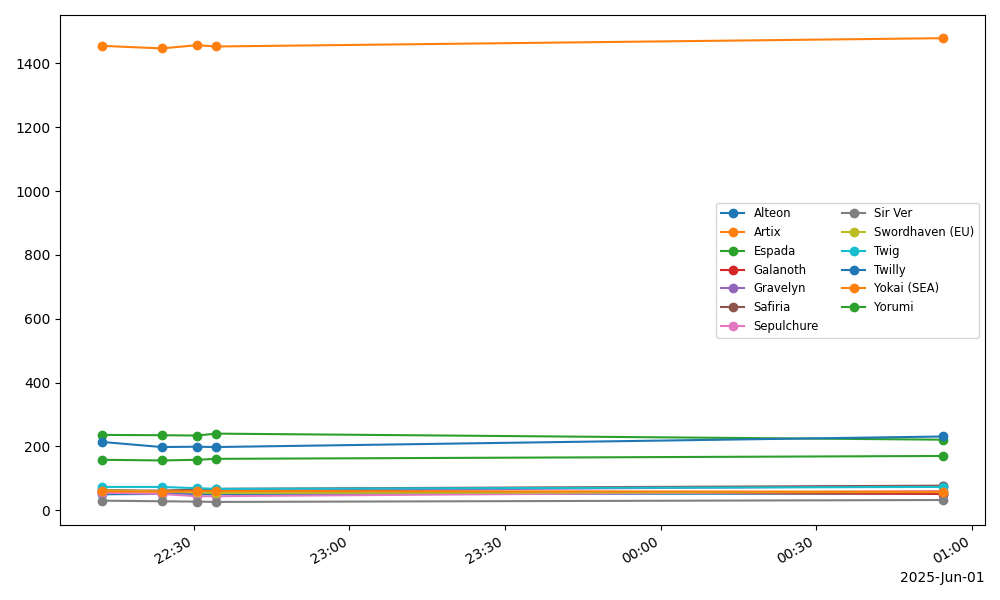 1400
1200
1000
800
600
400
200
0
Alteon
Artix
Espada
Galanoth
Gravelyn
Safiria
Sepulchure
Sir Ver
Swordhaven (EU)
Twig
Twilly
Yokai (SEA)
Yorumi
22:30
23:00
23:30
00:00
00:30
01:00
2025-Jun-01